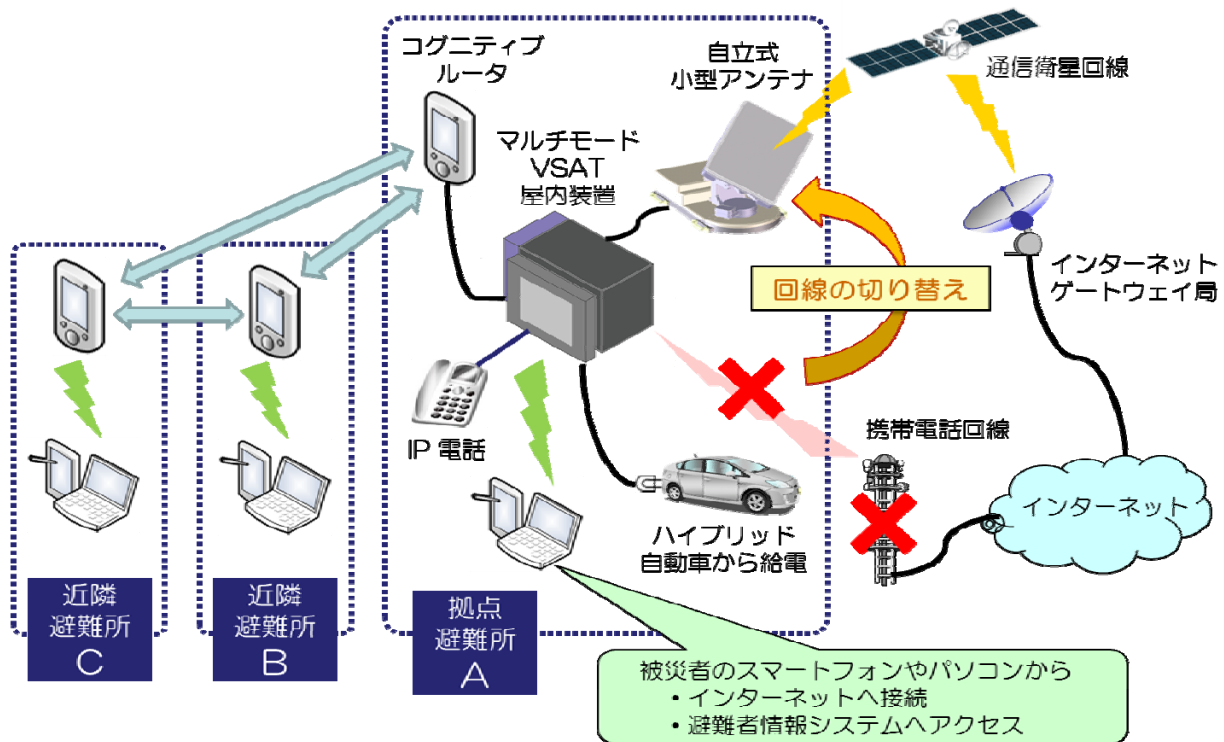 コグニティブ
ルータ
自立式
小型アンテナ
通信衛星回線
マルチモード
VSAT
屋内装置
回線の切り替え
インターネット
ゲートウェイ局
IP 電話
携帯電話回線
インターネット
ハイブリッド
自動車から給電
近隣
避難所
C
近隣
避難所
B
拠点
避難所
A
被災者のスマートフォンやパソコンから
・インターネットへ接続
・避難者情報システムへアクセス